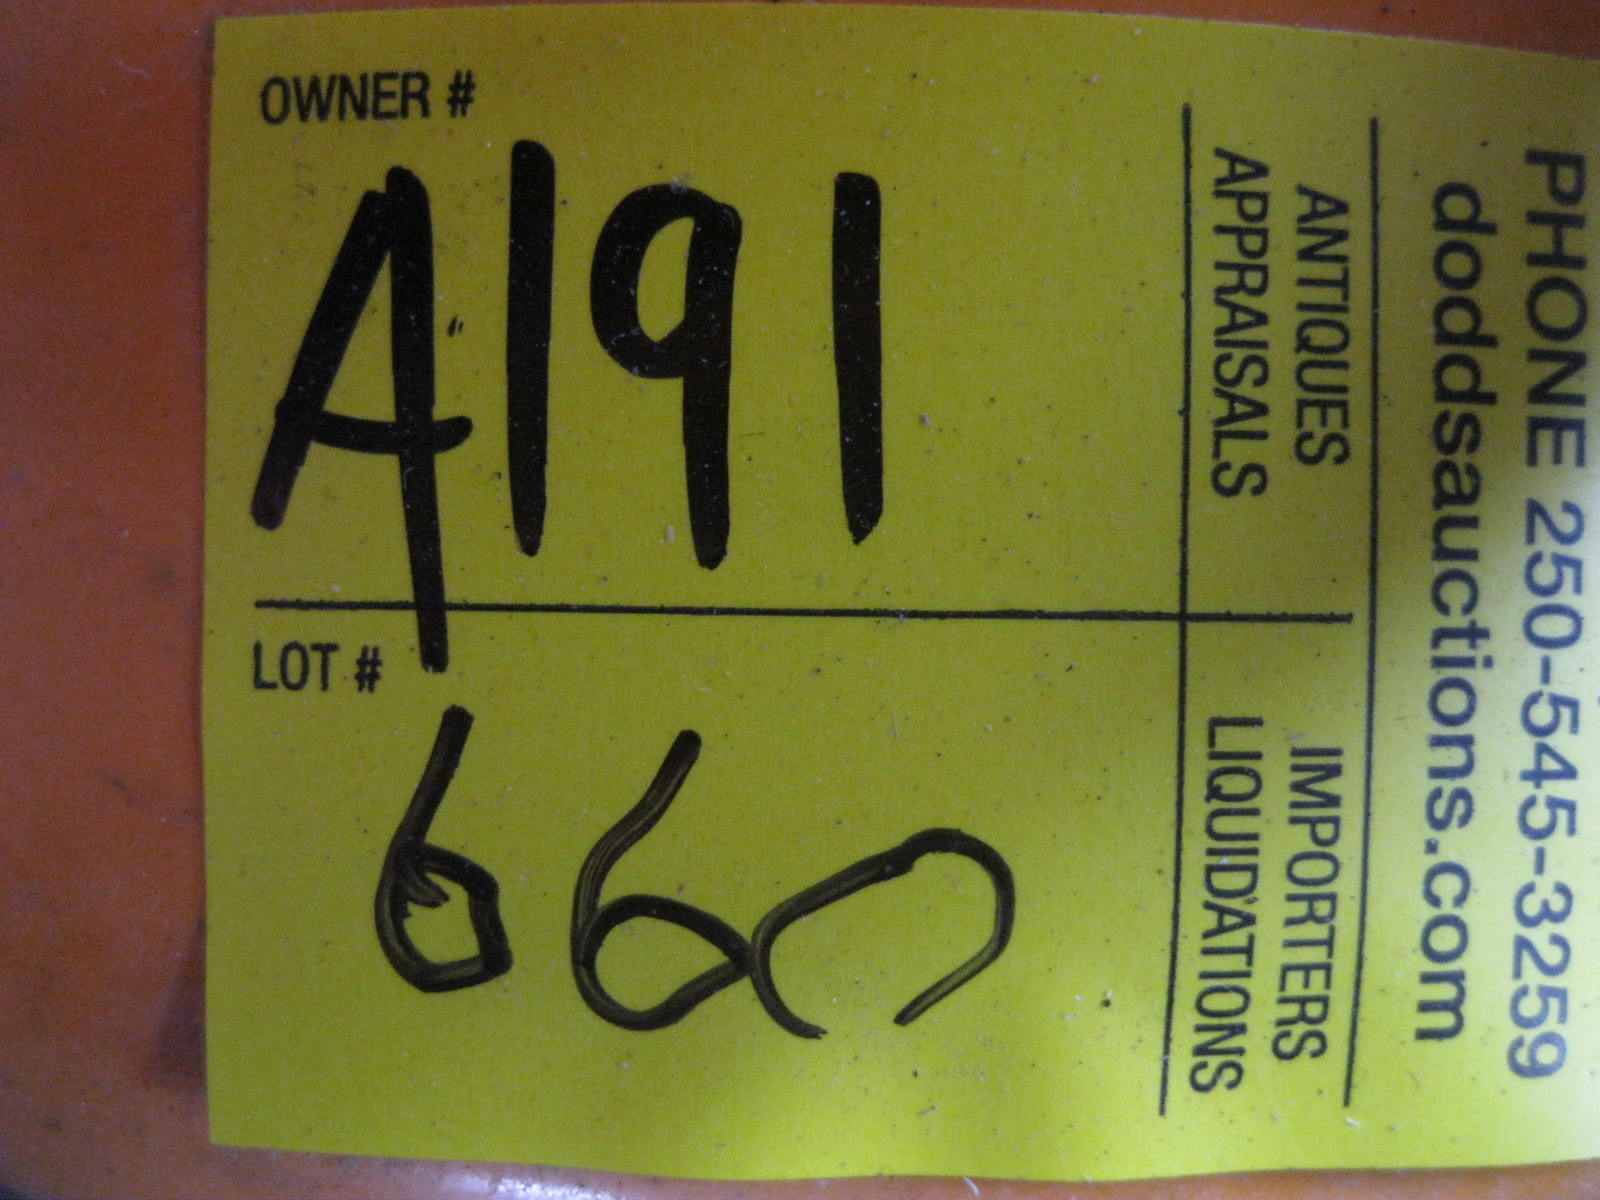 OWNER #
A191
LOT #
660
ANTIQUES
APPRAISALS
IMPORTERS
LIQUIDATIONS
PHONE 250-545-3259
doddsauctions.com